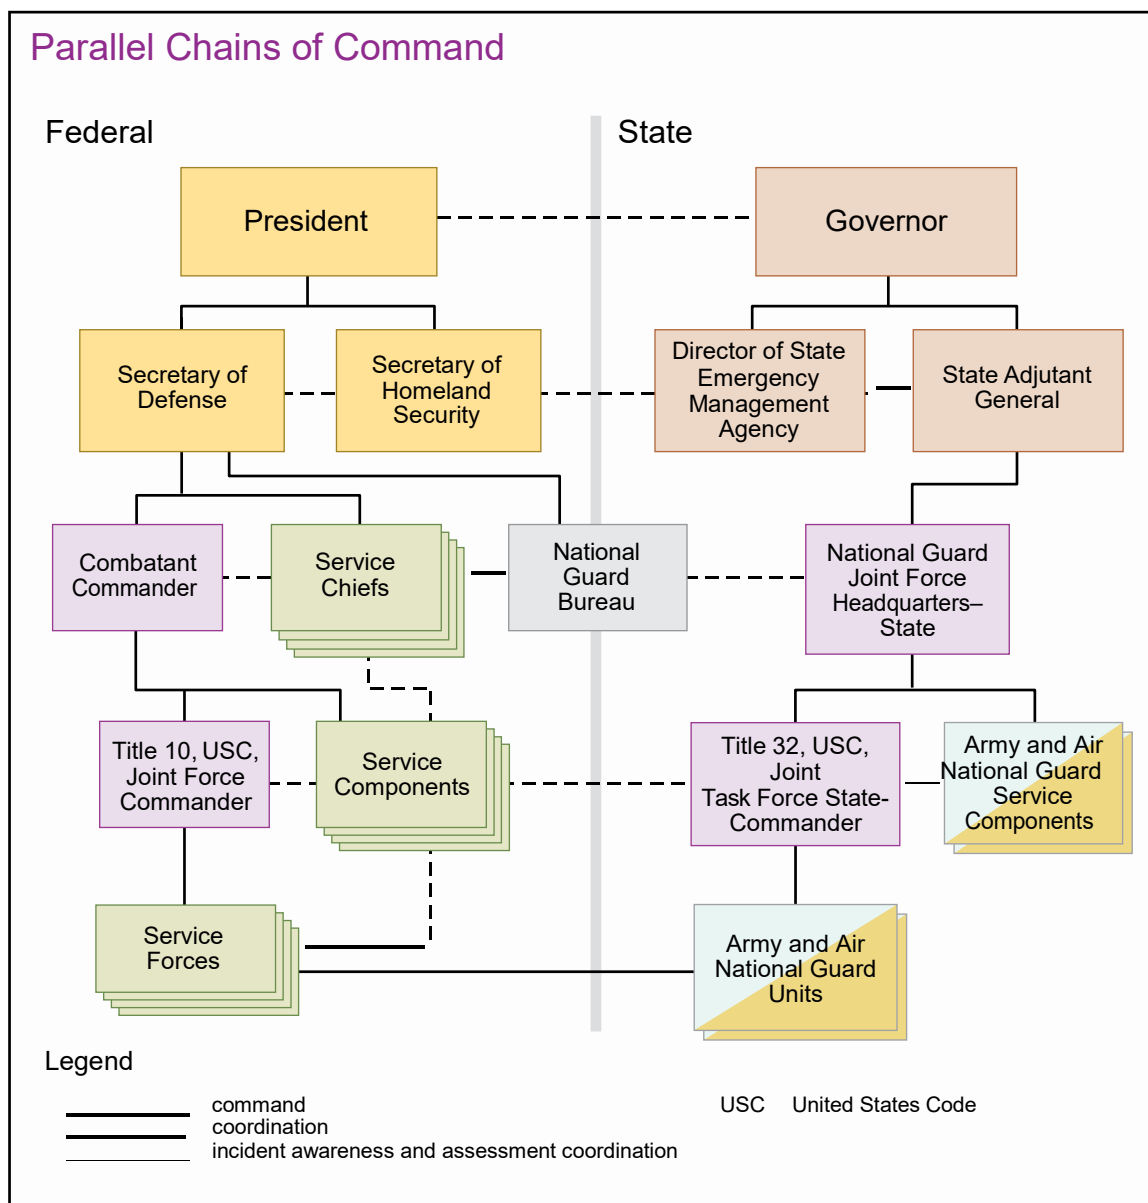 Parallel Chains of Command
Federal
State
President
Governor
Secretary of
Defense
Secretary of
Homeland
Security
Director of State
Emergency
Management
Agency
State Adjutant
General
Combatant
Commander
Service
Chiefs
National
Guard
Bureau
National Guard
Joint Force
Headquarters–
State
Title 10, USC,
Joint Force
Commander
Service
Components
Title 32, USC,
Joint
Task Force State-
Commander
Army and Air
National Guard
Service
Components
Service
Forces
Army and Air
National Guard
Units
Legend
command
coordination
incident awareness and assessment coordination
USC United States Code